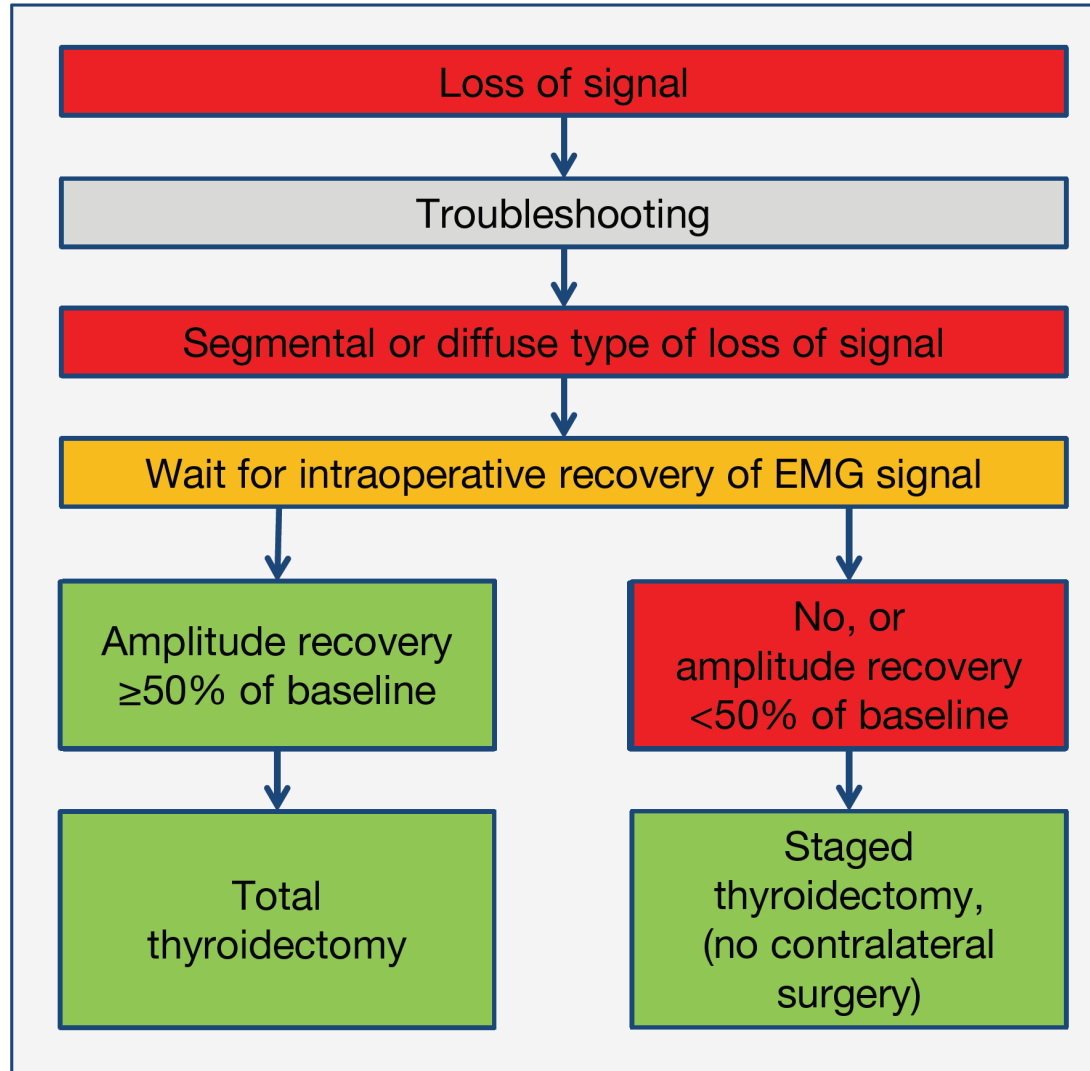 Loss of signal
Troubleshooting
Segmental or diffuse type of loss of signal
Wait for intraoperative recovery of EMG signal
Amplitude recovery
≥50% of baseline
No, or
amplitude recovery
<50% of baseline
Total
thyroidectomy
Staged
thyroidectomy,
(no contralateral
surgery)